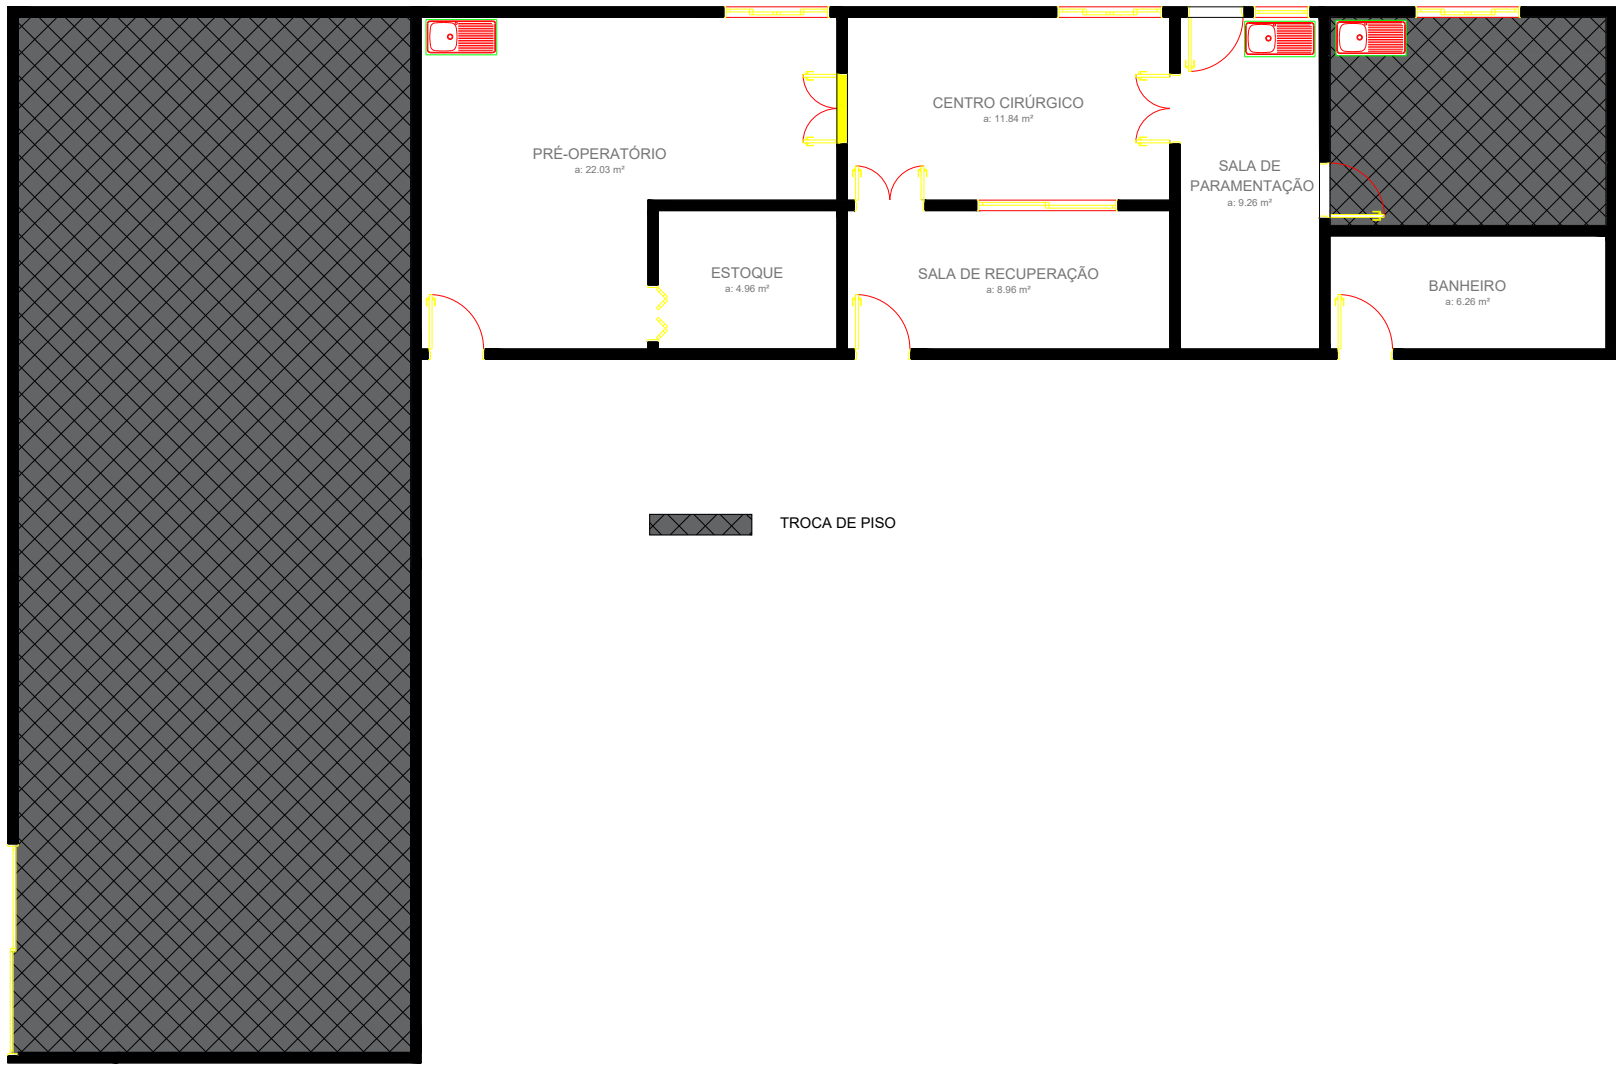 PRÉ-OPERATÓRIO
a: 22.03 m²
CENTRO CIRÚRGICO
a: 11.84 m²
SALA DE
PARAMENTAÇÃO
a: 9.26 m²
ESTOQUE
a: 4.96 m²
SALA DE RECUPERAÇÃO
a: 8.96 m²
BANHEIRO
a: 6.26 m²
TROCA DE PISO